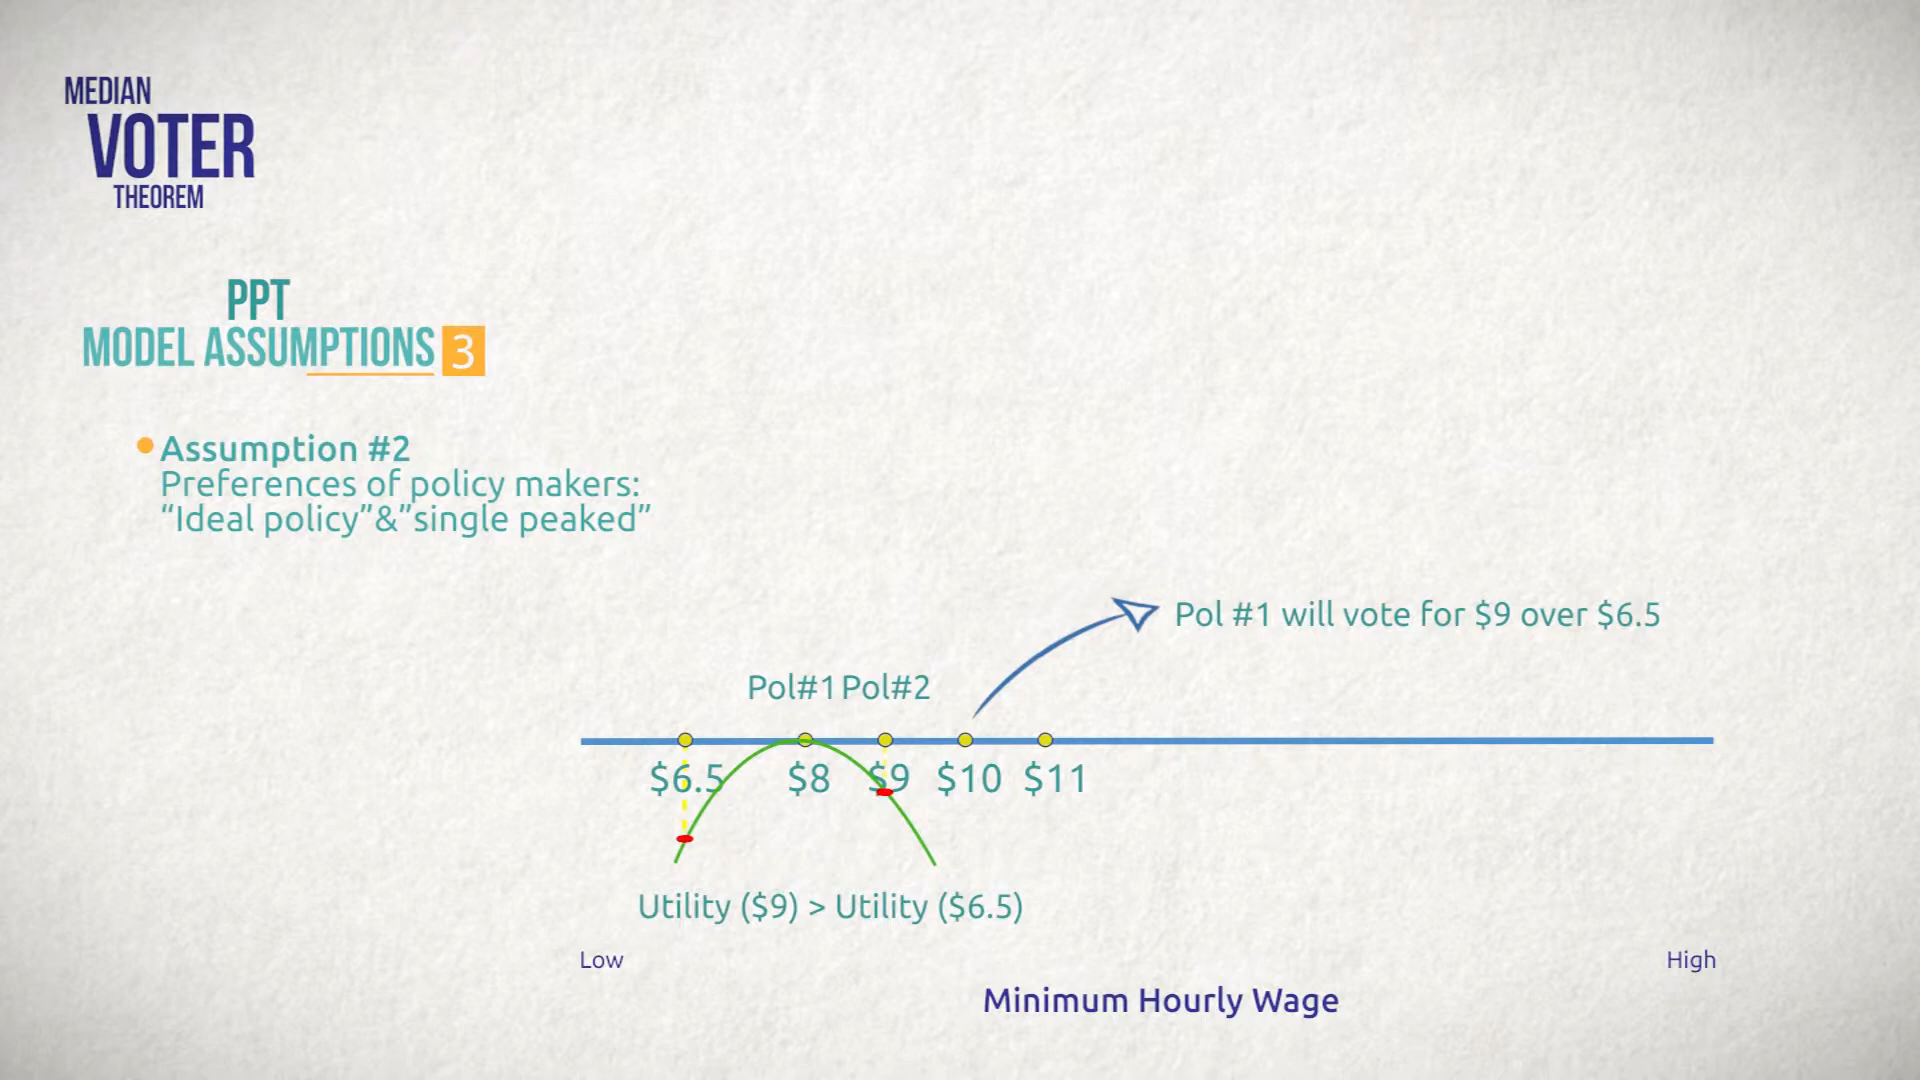 MEDIAN
VOTER
THEOREM
PPT
MODEL ASSUMPTIONS 3
Assumption #2
Preferences of policy makers:
“Ideal policy”&”single peaked”
Pol #1 will vote for $9 over $6.5
Pol#1 Pol#2
$6.5 $8 $9 $10 $11
Utility ($9) > Utility ($6.5)
Low High
Minimum Hourly Wage